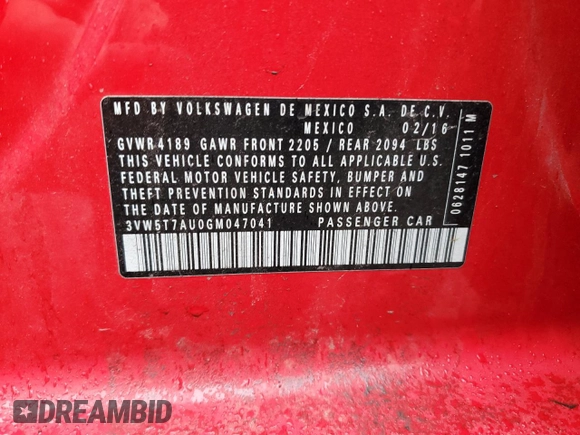 MFD BY VOLKSWAGEN DE MEXICO S.A. DE C.V.
MEXICO 02/16
GVWR4189 GAWR FRONT 2205 / REAR 2094 LBS
THIS VEHICLE CONFORMS TO ALL APPLICABLE U.S.
FEDERAL MOTOR VEHICLE SAFETY, BUMPER AND
THEFT PREVENTION STANDARDS IN EFFECT ON
THE DATE OF MANUFACTURE SHOWN ABOVE.
3VW5T7AU0GM047041 PASSENGER CAR
0628147 1011 M
DREAMBID